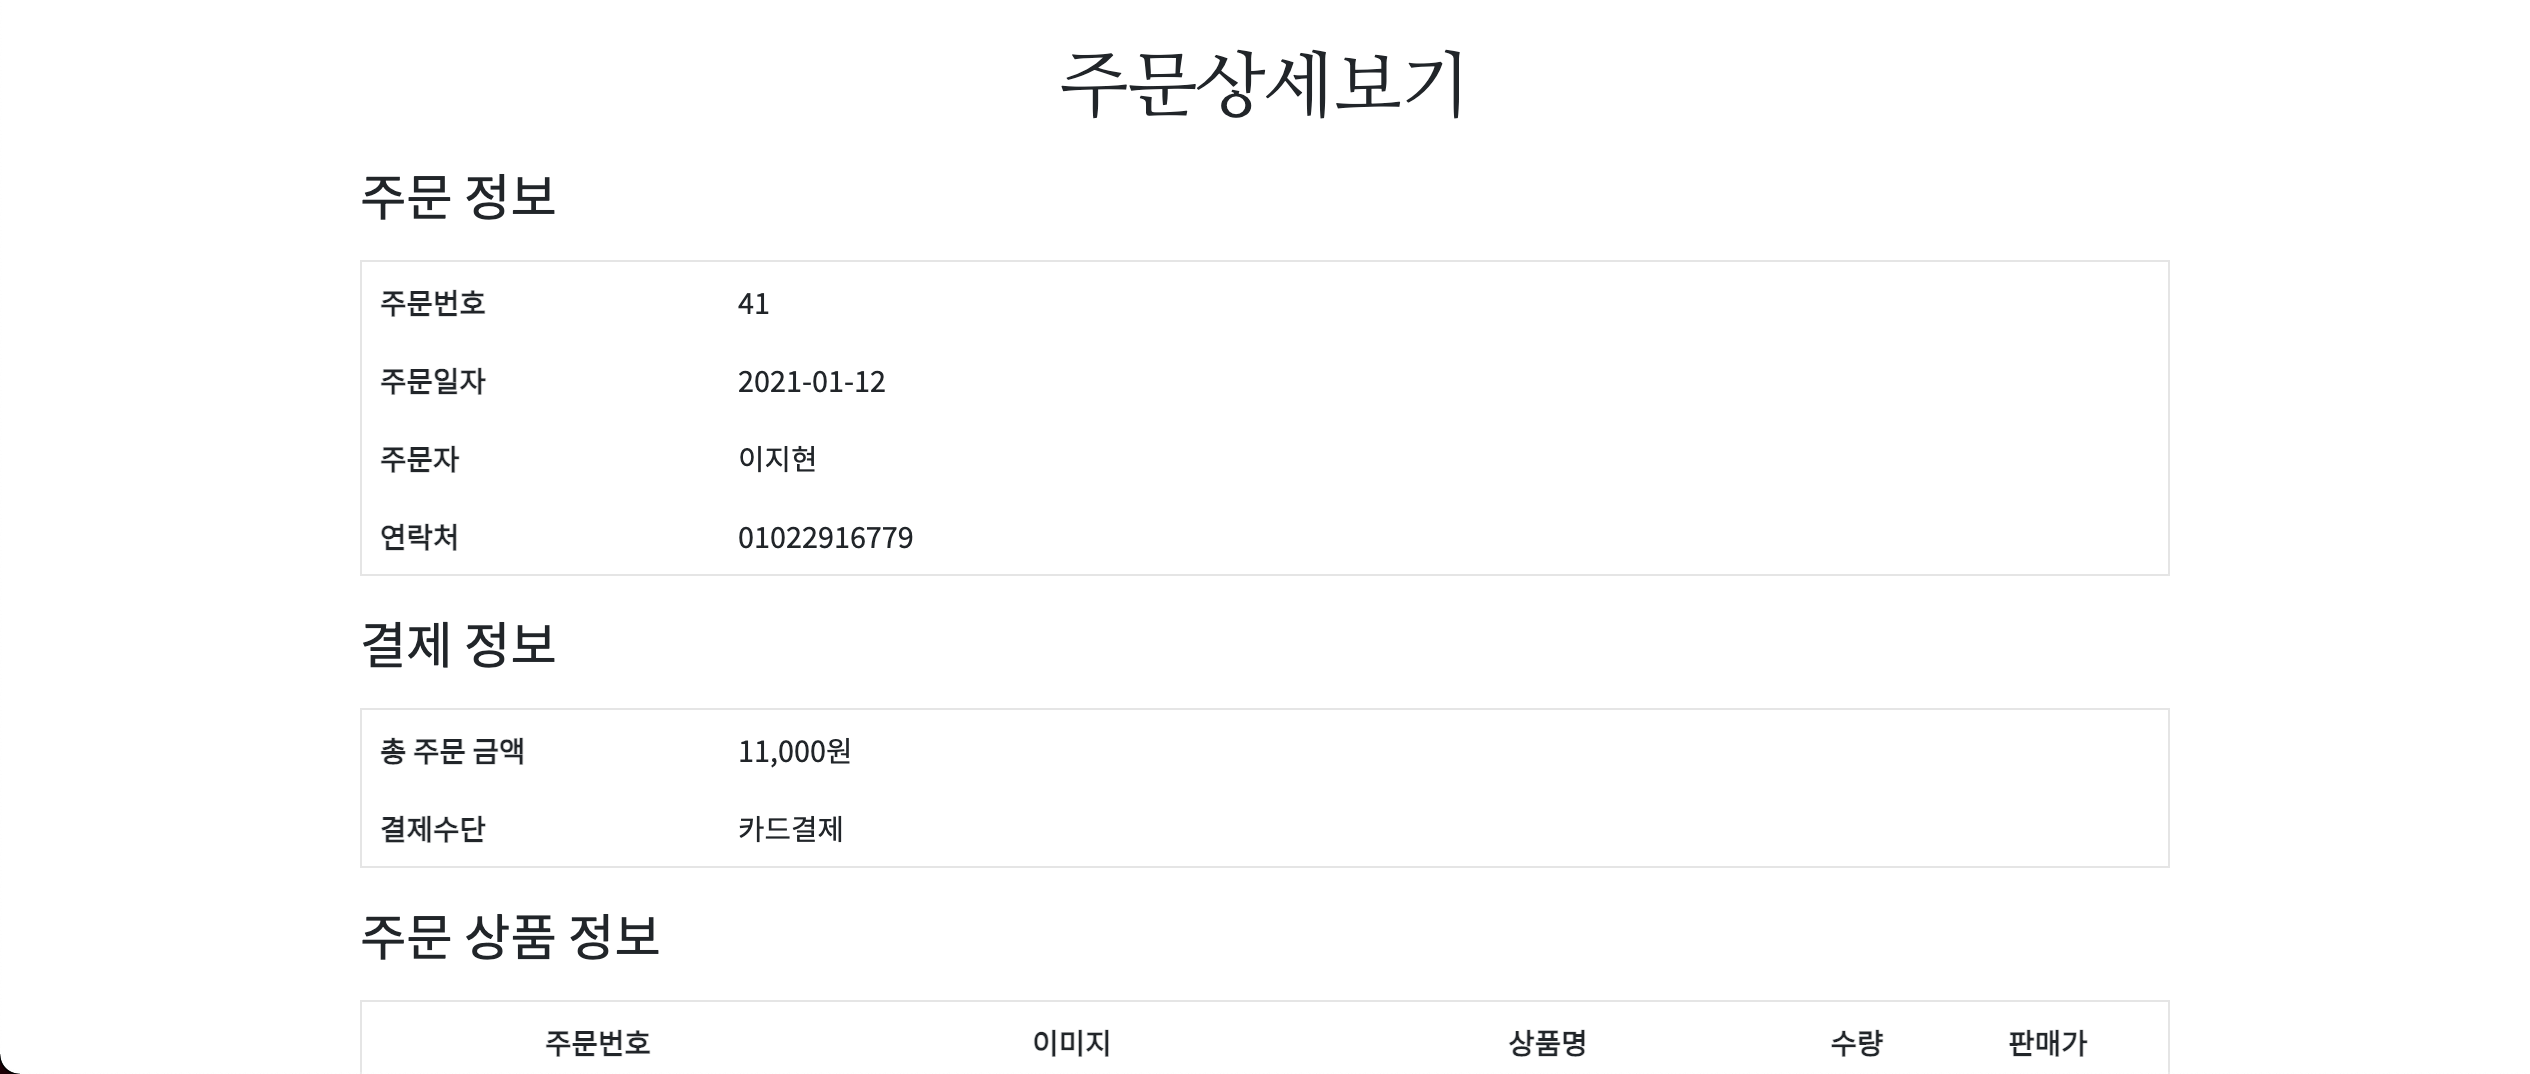 주문상세보기
주문 정보
주문번호 41
주문일자 2021-01-12
주문자 이지현
연락처 01022916779
결제 정보
총 주문 금액 11,000원
결제수단 카드결제
주문 상품 정보
주문번호 이미지 상품명 수량 판매가